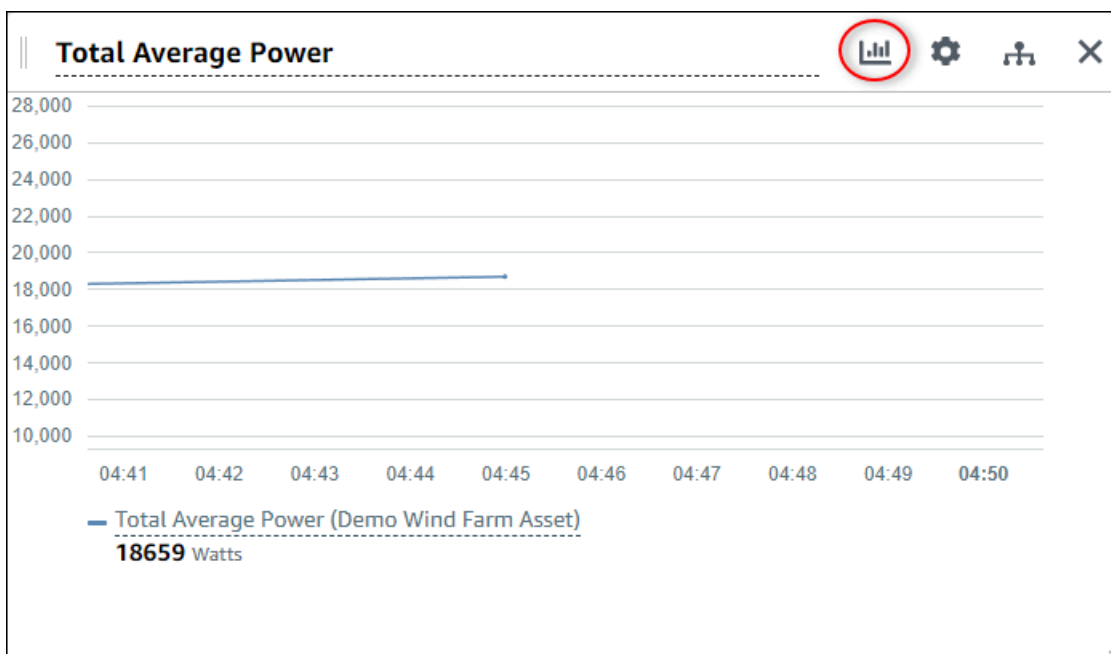 Total Average Power
28,000
26,000
24,000
22,000
20,000
18,000
16,000
14,000
12,000
10,000
04:41 04:42 04:43 04:44 04:45 04:46 04:47 04:48 04:49 04:50
Total Average Power (Demo Wind Farm Asset)
18659 Watts